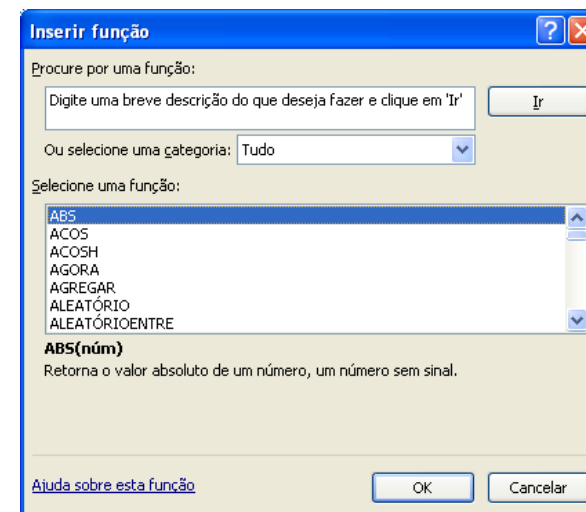 Inserir função
Procure por uma função:
Digite uma breve descrição do que deseja fazer e clique em 'Ir'
Ir
Ou selecione uma categoria: Tudo
Selecione uma função:
ABS
ACOS
ACOSH
AGORA
AGREGAR
ALEATÓRIO
ALEATÓRIOENTRE
ABS(núm)
Retorna o valor absoluto de um número, um número sem sinal.
Ajuda sobre esta função
OK
Cancelar